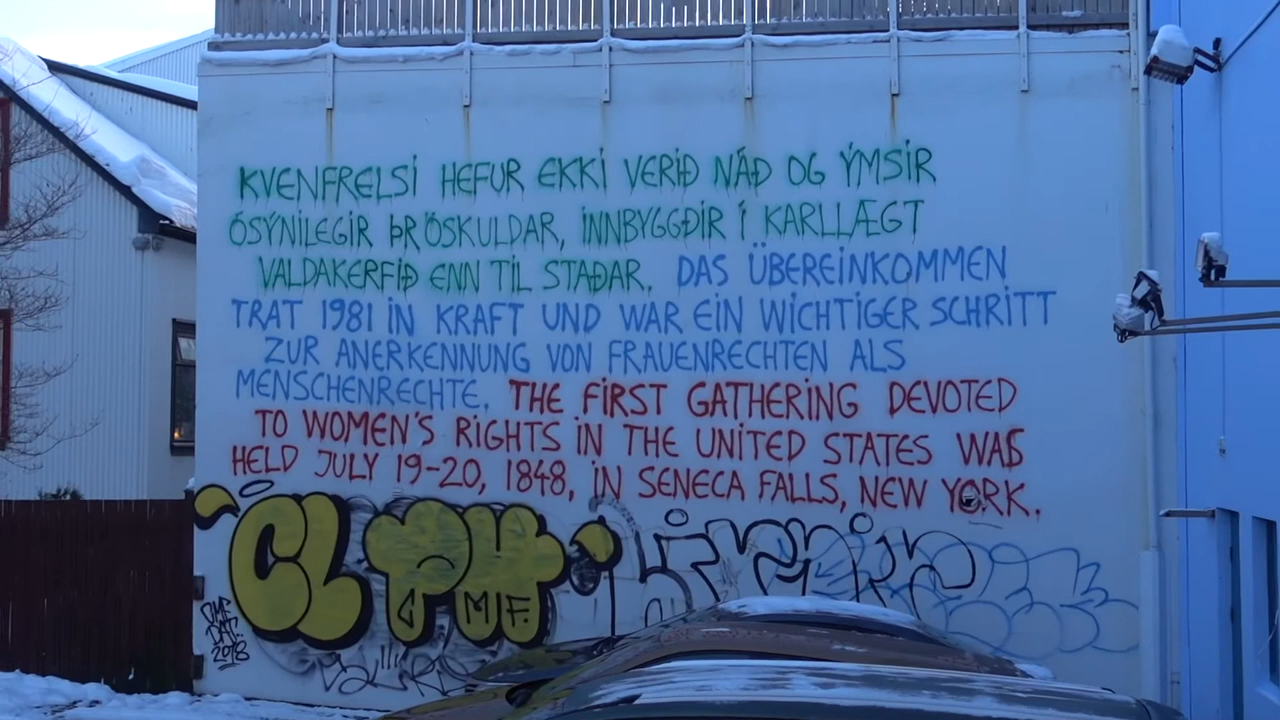 KVENFRELSI HEFUR EKKI VERIÐ NÁÐ OG ÝMSIR
ÓSÝNILEGIR ÞRÖSKULDAR, INNBYGGÐIR Í KARLLÆGT
VALDAKERFIÐ ENN TIL STAÐAR. DAS ÜBEREINKOMMEN
TRAT 1981 IN KRAFT UND WAR EIN WICHTIGER SCHRITT
ZUR ANERKENNUNG VON FRAUENRECHTEN ALS
MENSCHENRECHTE. THE FIRST GATHERING DEVOTED
TO WOMEN'S RIGHTS IN THE UNITED STATES WAS
HELD JULY 19-20, 1848, IN SENECA FALLS, NEW YORK.
MF.
2018